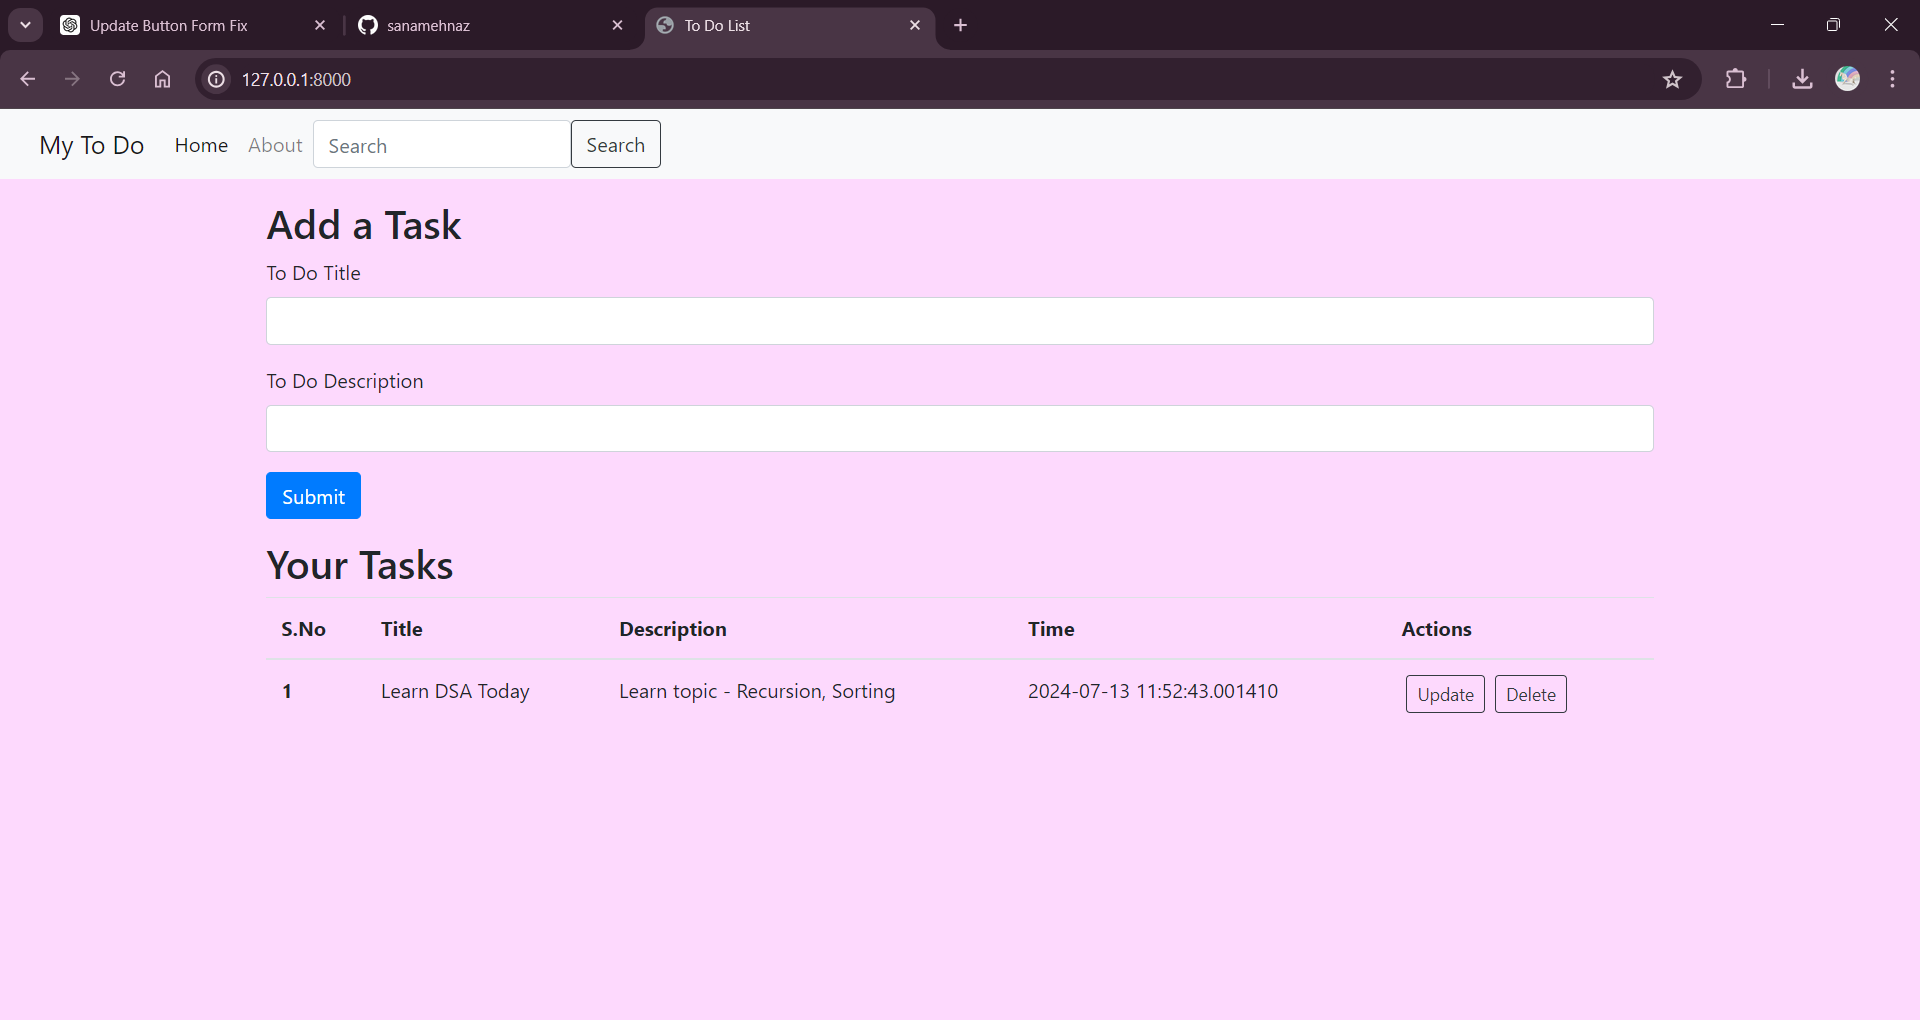 Update Button Form Fix
sanamehnaz
To Do List
127.0.0.1:8000
My To Do Home About Search Search
Add a Task
To Do Title
To Do Description
Submit
Your Tasks
S.No Title Description Time Actions
1 Learn DSA Today Learn topic - Recursion, Sorting 2024-07-13 11:52:43.001410 Update Delete